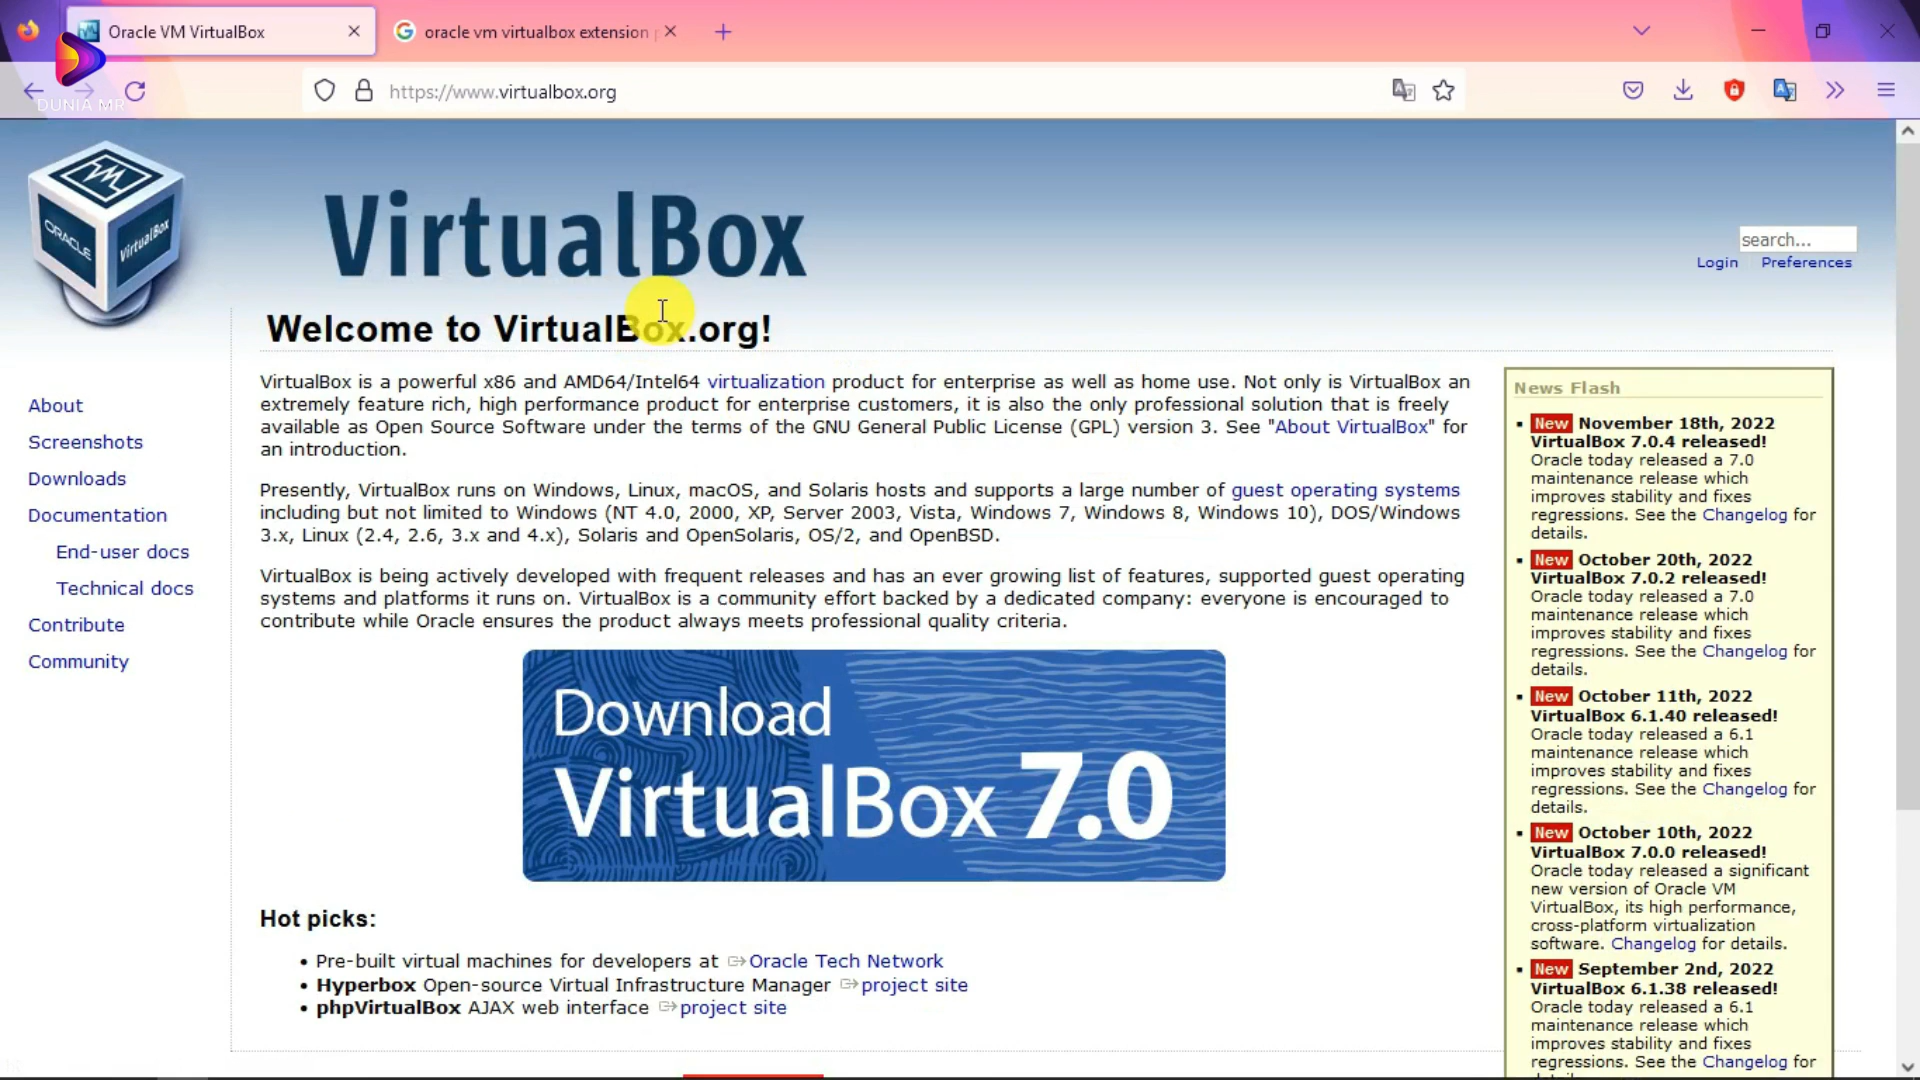 Oracle VM VirtualBox
oracle vm virtualbox extension
DUNIA MR
https://www.virtualbox.org
ORACLE
VirtualBox
VirtualBox
search...
Login
Preferences
Welcome to VirtualBox.org!
About
Screenshots
Downloads
Documentation
End-user docs
Technical docs
Contribute
Community
VirtualBox is a powerful x86 and AMD64/Intel64 virtualization product for enterprise as well as home use. Not only is VirtualBox an
extremely feature rich, high performance product for enterprise customers, it is also the only professional solution that is freely
available as Open Source Software under the terms of the GNU General Public License (GPL) version 3. See "About VirtualBox" for
an introduction.
Presently, VirtualBox runs on Windows, Linux, macOS, and Solaris hosts and supports a large number of guest operating systems
including but not limited to Windows (NT 4.0, 2000, XP, Server 2003, Vista, Windows 7, Windows 8, Windows 10), DOS/Windows
3.x, Linux (2.4, 2.6, 3.x and 4.x), Solaris and OpenSolaris, OS/2, and OpenBSD.
VirtualBox is being actively developed with frequent releases and has an ever growing list of features, supported guest operating
systems and platforms it runs on. VirtualBox is a community effort backed by a dedicated company: everyone is encouraged to
contribute while Oracle ensures the product always meets professional quality criteria.
Download
VirtualBox 7.0
Hot picks:
• Pre-built virtual machines for developers at Oracle Tech Network
• Hyperbox Open-source Virtual Infrastructure Manager project site
• phpVirtualBox AJAX web interface project site
News Flash
New November 18th, 2022
VirtualBox 7.0.4 released!
Oracle today released a 7.0
maintenance release which
improves stability and fixes
regressions. See the Changelog for
details.
New October 20th, 2022
VirtualBox 7.0.2 released!
Oracle today released a 7.0
maintenance release which
improves stability and fixes
regressions. See the Changelog for
details.
New October 11th, 2022
VirtualBox 6.1.40 released!
Oracle today released a 6.1
maintenance release which
improves stability and fixes
regressions. See the Changelog for
details.
New October 10th, 2022
VirtualBox 7.0.0 released!
Oracle today released a significant
new version of Oracle VM
VirtualBox, its high performance,
cross-platform virtualization
software. Changelog for details.
New September 2nd, 2022
VirtualBox 6.1.38 released!
Oracle today released a 6.1
maintenance release which
improves stability and fixes
regressions. See the Changelog for